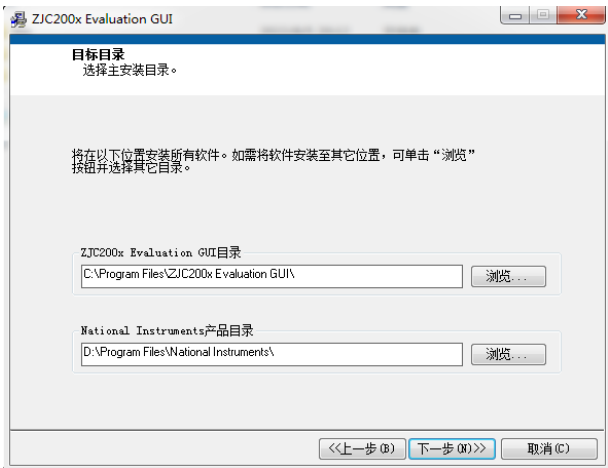 ZJC200x Evaluation GUI
目标目录
选择主安装目录。
将在以下位置安装所有软件。如需将软件安装至其它位置，可单击“浏览”
按钮并选择其它目录。
ZJC200x Evaluation GUI目录
C:\Program Files\ZJC200x Evaluation GUI\
浏览...
National Instruments产品目录
D:\Program Files\National Instruments\
浏览...
<<上一步(B)
下一步(N)>>
取消(C)